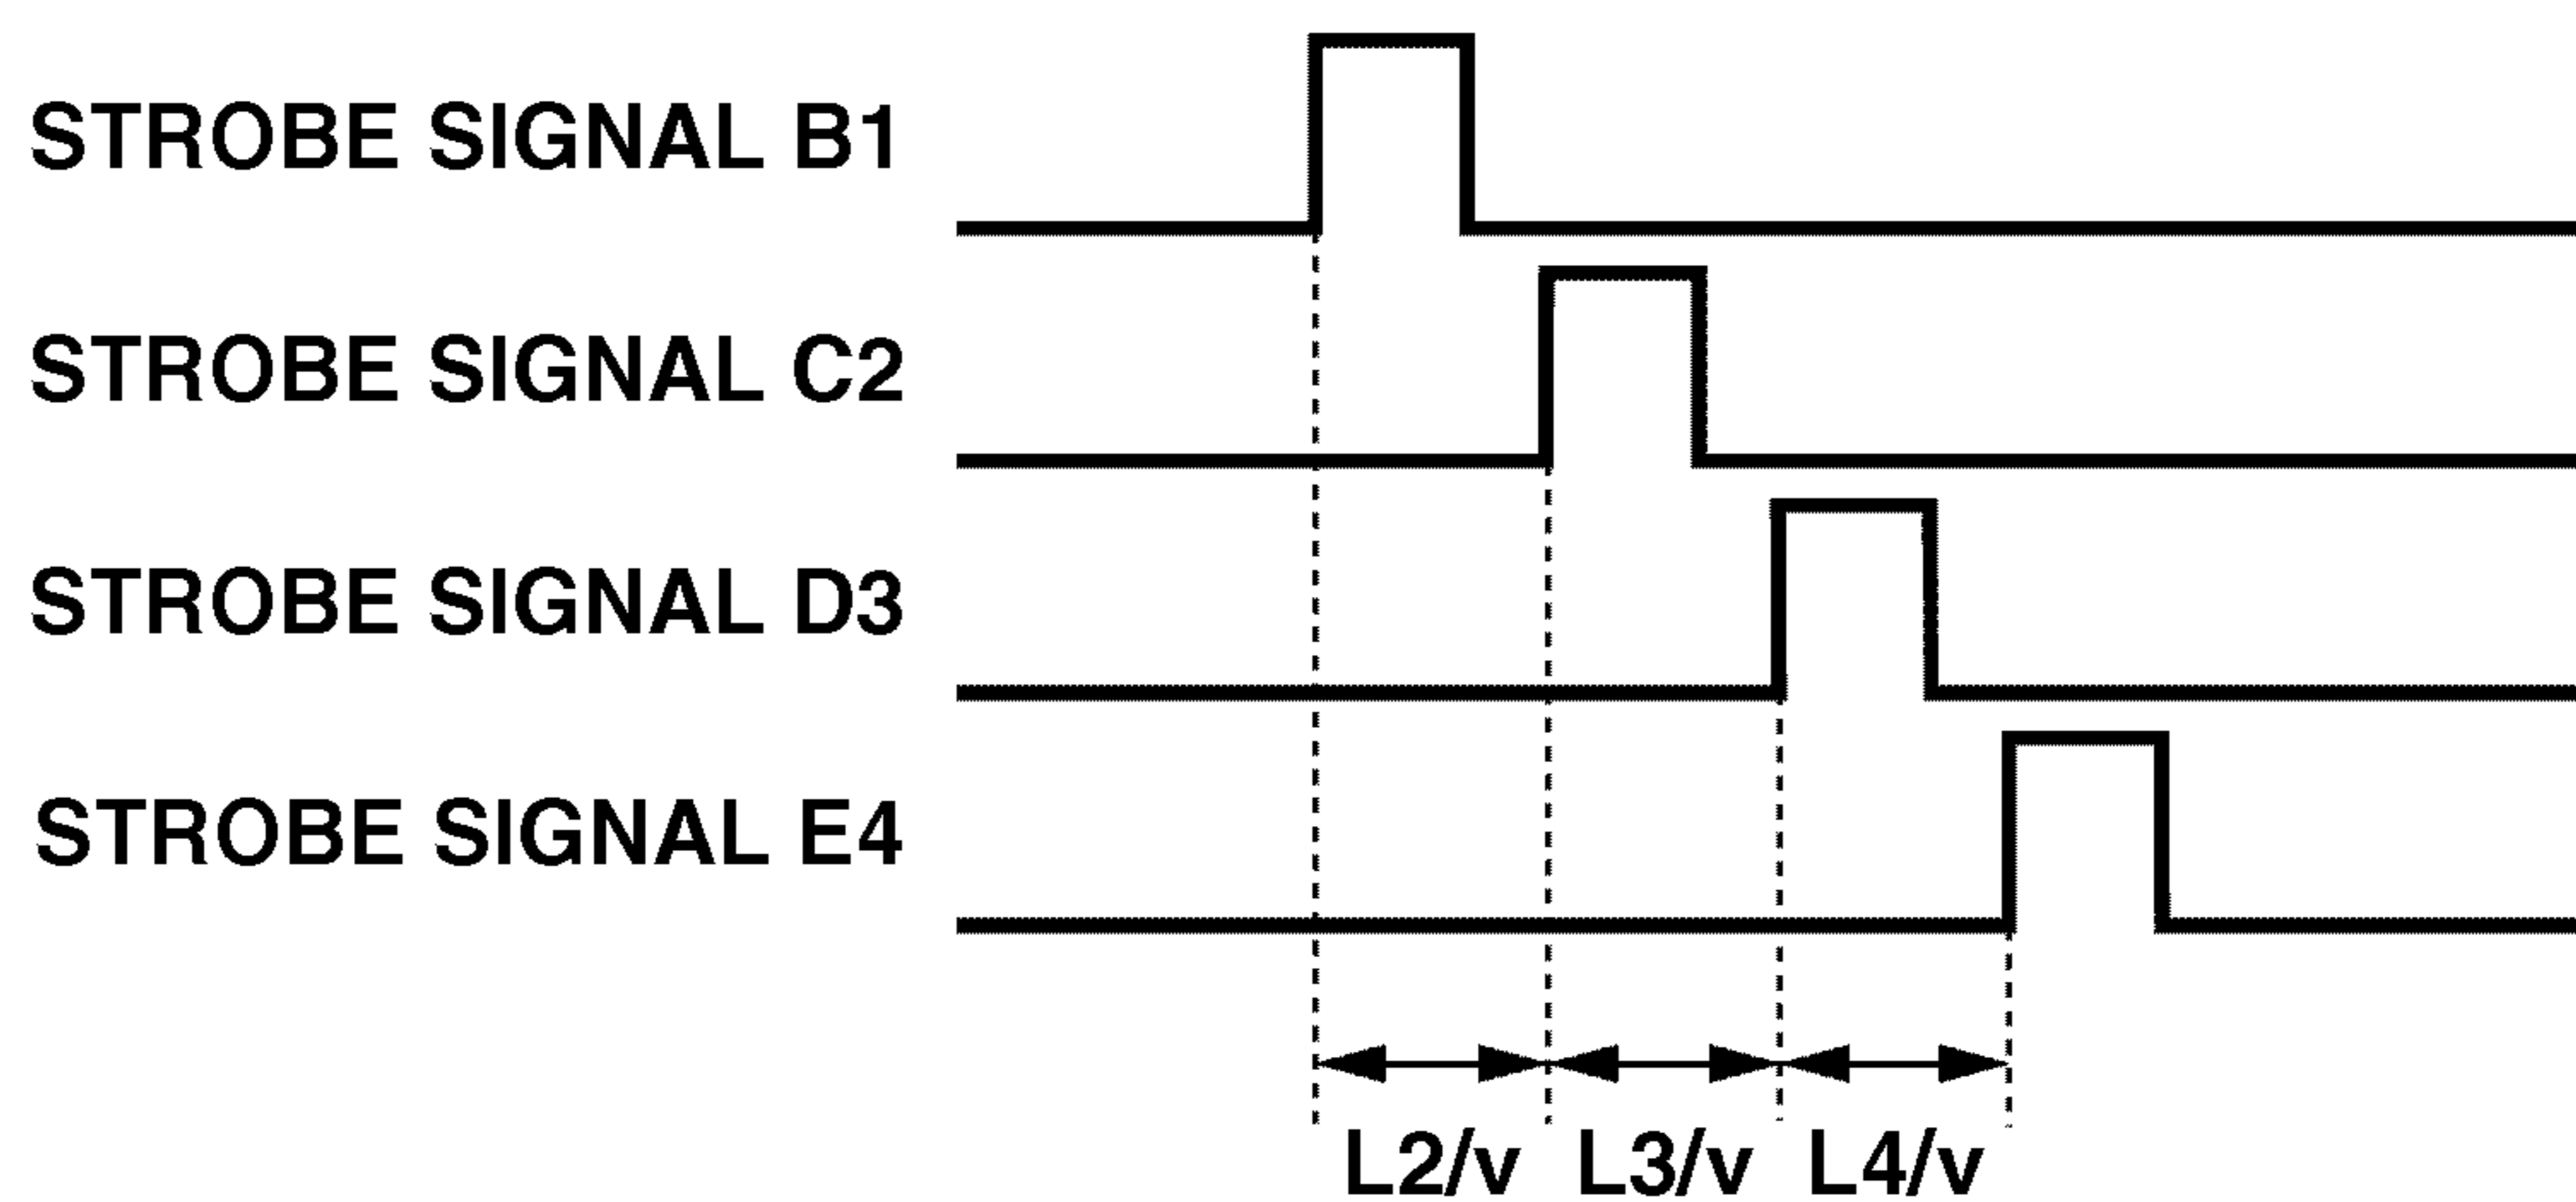 STROBE SIGNAL B1
STROBE SIGNAL C2
STROBE SIGNAL D3
STROBE SIGNAL E4
L2/v L3/v L4/v